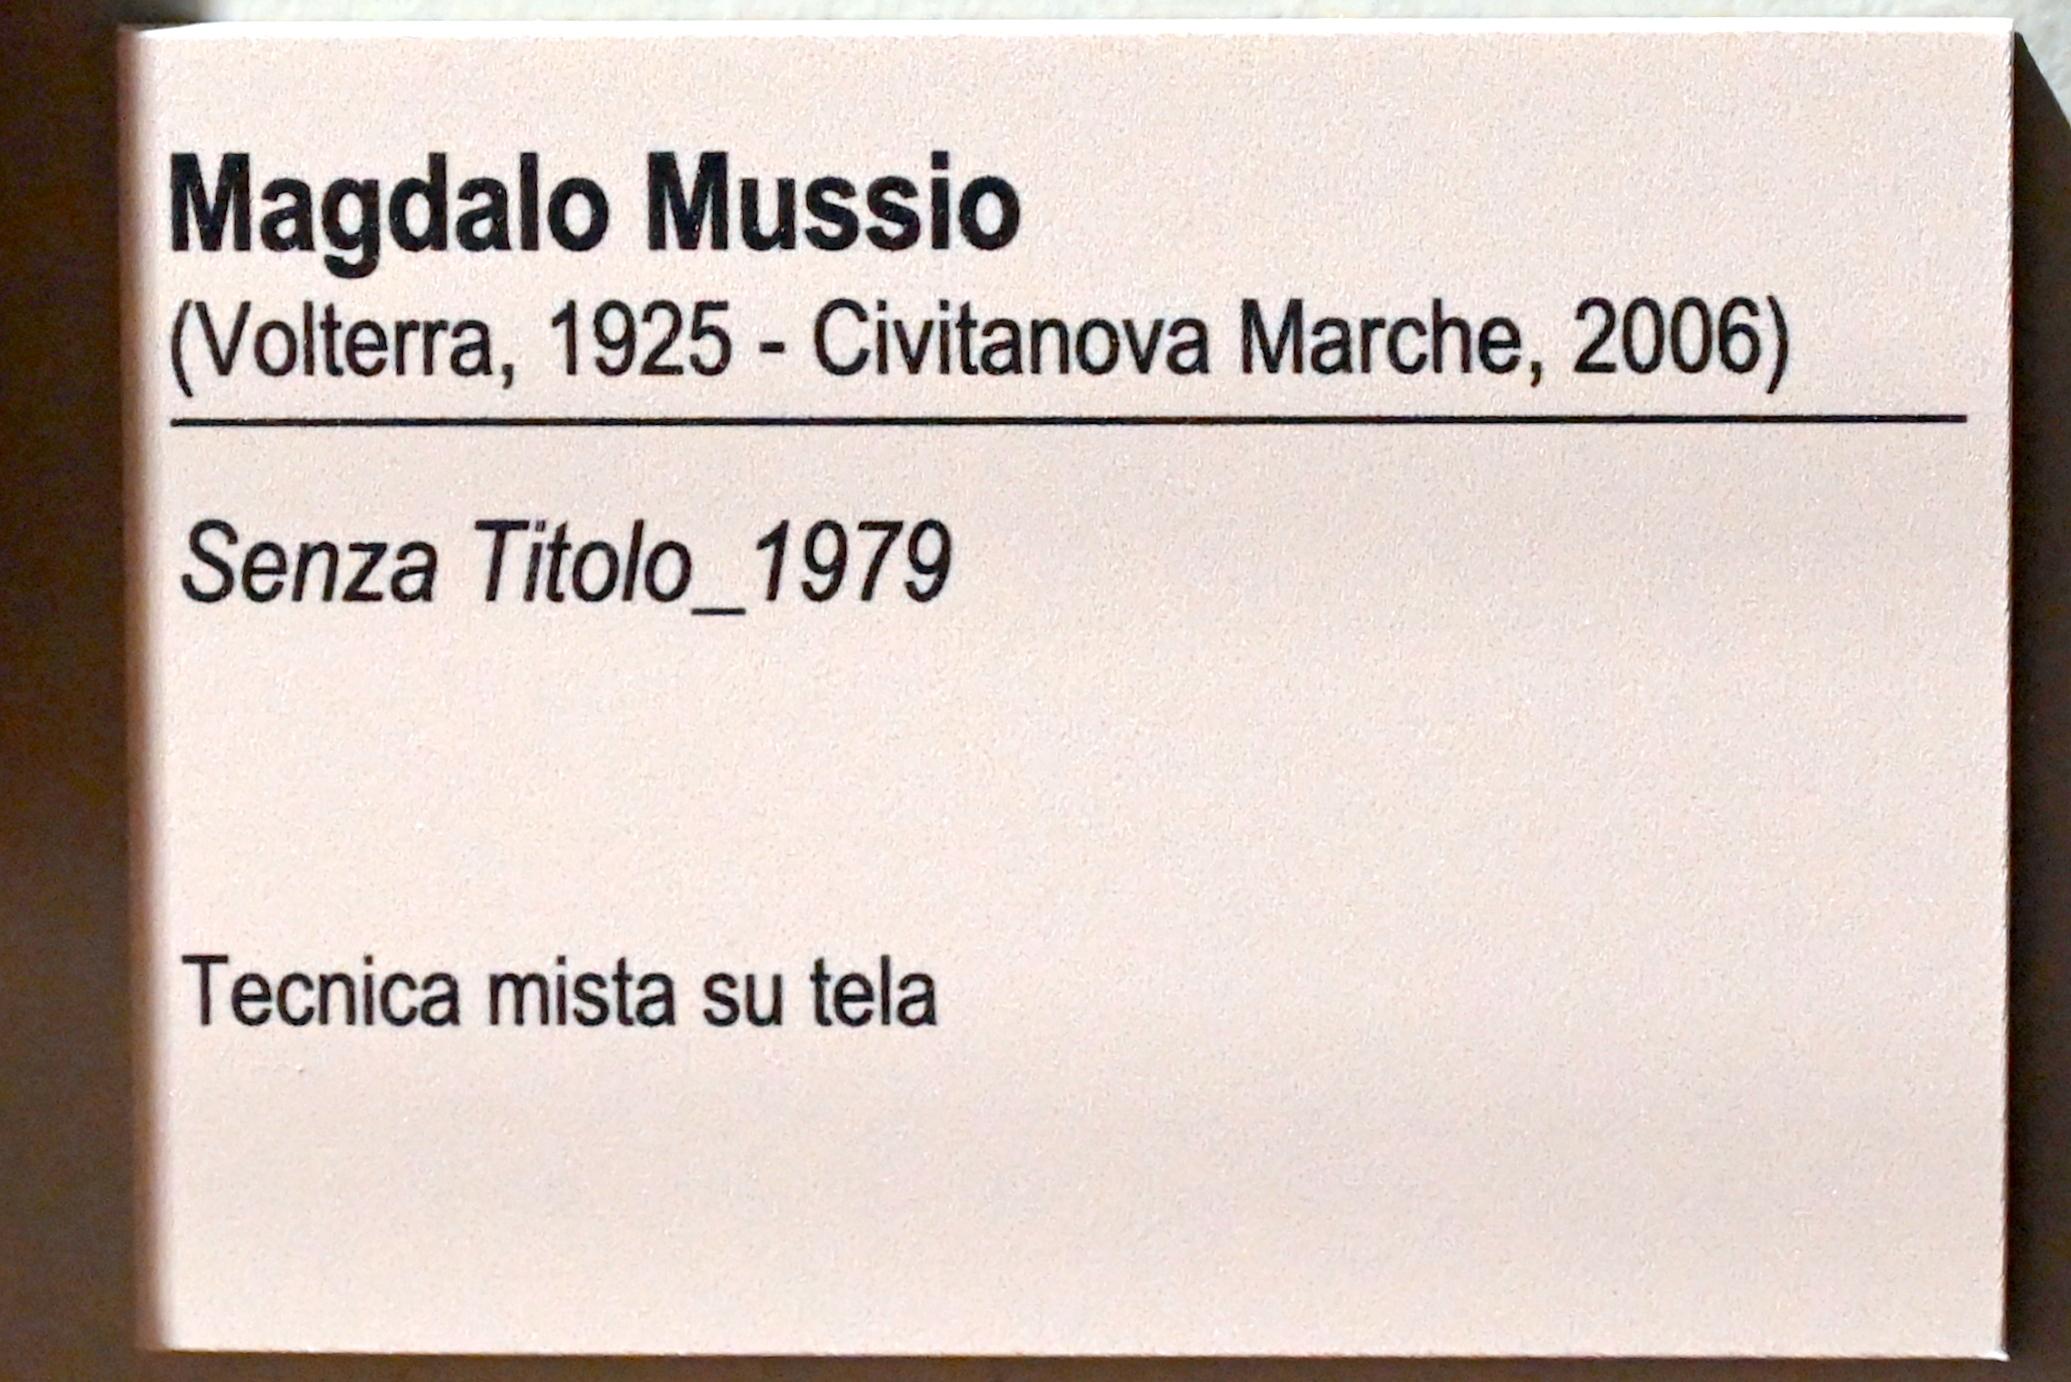 Magdalo Mussio
(Volterra, 1925 - Civitanova Marche, 2006)
Senza Titolo_1979
Tecnica mista su tela